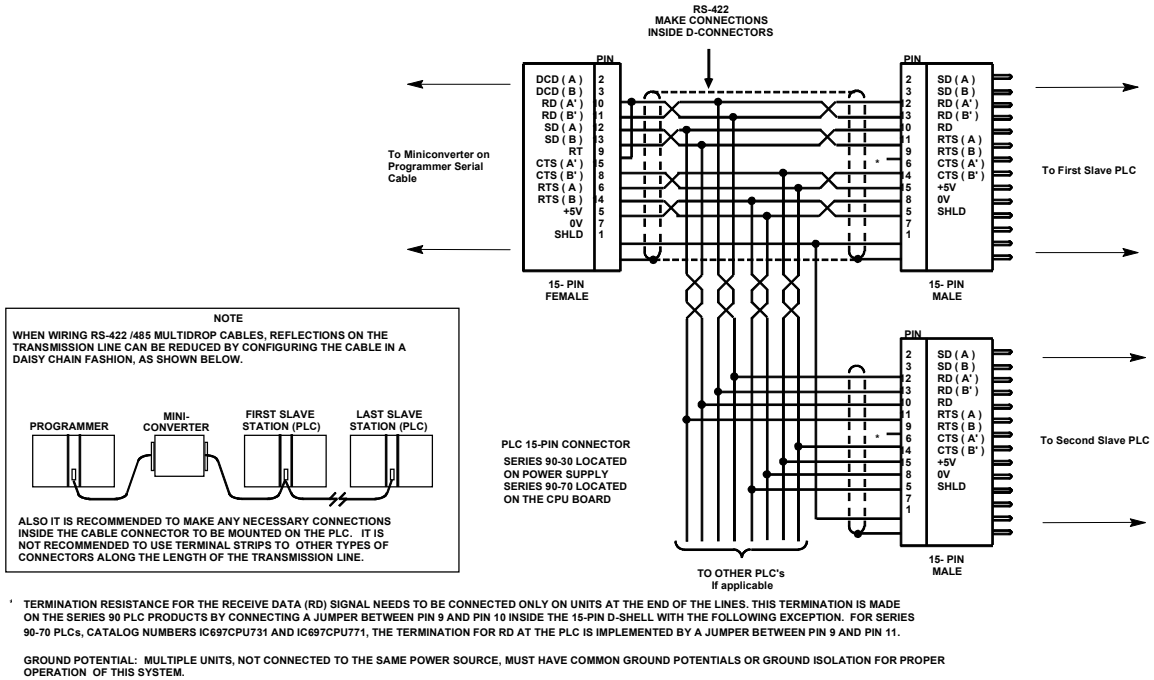 RS-422
MAKE CONNECTIONS
INSIDE D-CONNECTORS
PIN
DCD ( A ) 2
DCD ( B ) 3
RD ( A' ) 10
RD ( B' ) 11
SD ( A ) 12
SD ( B ) 13
RT 9
CTS ( A' ) 15
CTS ( B' ) 8
RTS ( A ) 6
RTS ( B ) 14
+5V 5
0V 7
SHLD 1
15- PIN
FEMALE
To Miniconverter on
Programmer Serial
Cable
PIN
2 SD ( A )
3 SD ( B )
12 RD ( A' )
13 RD ( B' )
10 RD
11 RTS ( A )
9 RTS ( B )
* 6 CTS ( A' )
14 CTS ( B' )
15 +5V
8 0V
5 SHLD
7
1
15- PIN
MALE
To First Slave PLC
NOTE
WHEN WIRING RS-422 /485 MULTIDROP CABLES, REFLECTIONS ON THE
TRANSMISSION LINE CAN BE REDUCED BY CONFIGURING THE CABLE IN A
DAISY CHAIN FASHION, AS SHOWN BELOW.
PROGRAMMER
MINI-
CONVERTER
FIRST SLAVE
STATION (PLC)
LAST SLAVE
STATION (PLC)
ALSO IT IS RECOMMENDED TO MAKE ANY NECESSARY CONNECTIONS
INSIDE THE CABLE CONNECTOR TO BE MOUNTED ON THE PLC. IT IS
NOT RECOMMENDED TO USE TERMINAL STRIPS TO OTHER TYPES OF
CONNECTORS ALONG THE LENGTH OF THE TRANSMISSION LINE.
PLC 15-PIN CONNECTOR
SERIES 90-30 LOCATED
ON POWER SUPPLY
SERIES 90-70 LOCATED
ON THE CPU BOARD
PIN
2 SD ( A )
3 SD ( B )
12 RD ( A' )
13 RD ( B' )
10 RD
11 RTS ( A )
9 RTS ( B )
* 6 CTS ( A' )
14 CTS ( B' )
15 +5V
8 0V
5 SHLD
7
1
15- PIN
MALE
To Second Slave PLC
TO OTHER PLC's
If applicable
* TERMINATION RESISTANCE FOR THE RECEIVE DATA (RD) SIGNAL NEEDS TO BE CONNECTED ONLY ON UNITS AT THE END OF THE LINES. THIS TERMINATION IS MADE
ON THE SERIES 90 PLC PRODUCTS BY CONNECTING A JUMPER BETWEEN PIN 9 AND PIN 10 INSIDE THE 15-PIN D-SHELL WITH THE FOLLOWING EXCEPTION. FOR SERIES
90-70 PLCs, CATALOG NUMBERS IC697CPU731 AND IC697CPU771, THE TERMINATION FOR RD AT THE PLC IS IMPLEMENTED BY A JUMPER BETWEEN PIN 9 AND PIN 11.
GROUND POTENTIAL: MULTIPLE UNITS, NOT CONNECTED TO THE SAME POWER SOURCE, MUST HAVE COMMON GROUND POTENTIALS OR GROUND ISOLATION FOR PROPER
OPERATION OF THIS SYSTEM.